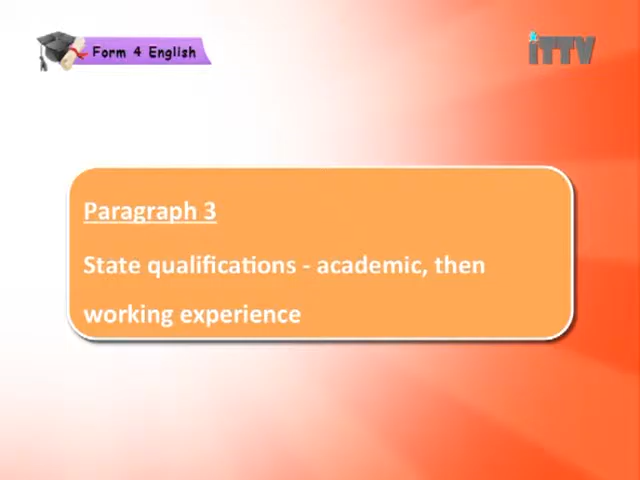 Form 4 English
iTTV
Paragraph 3
State qualifications - academic, then
working experience